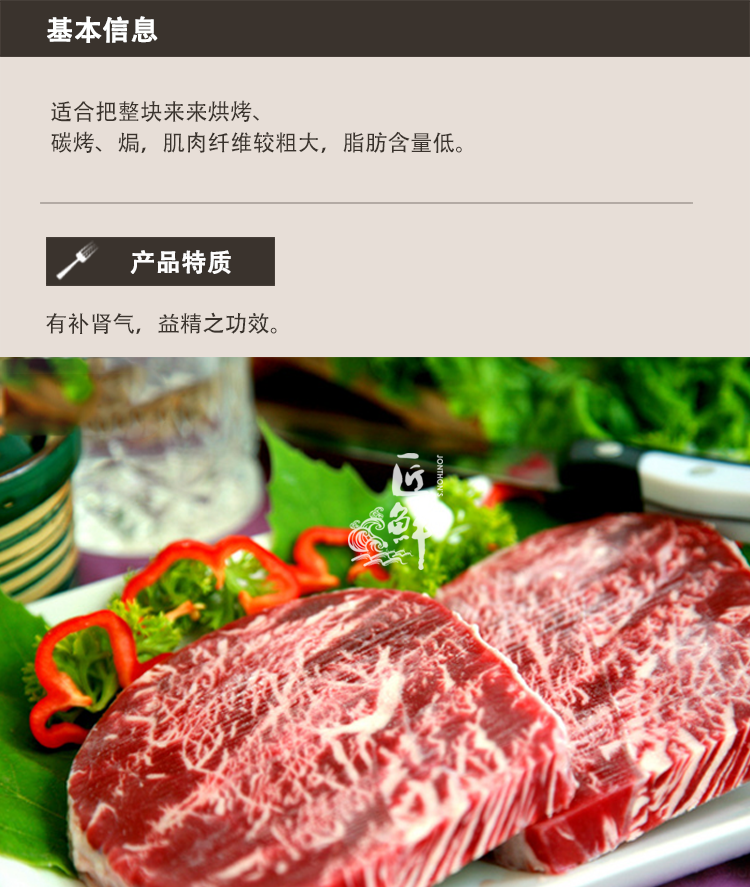 基本信息
适合把整块来来烘烤、
碳烤、焗，肌肉纤维较粗大，脂肪含量低。
产品特质
有补肾气，益精之功效。
匠鲜
JONTHON'S